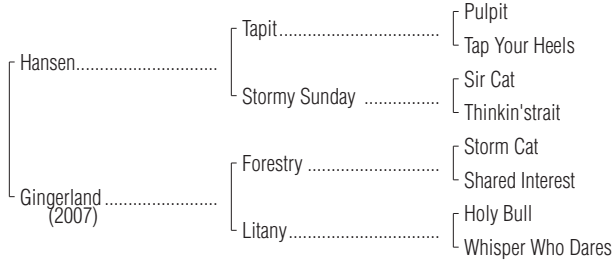 Pulpit
Tapit
Tap Your Heels
Hansen
Sir Cat
Stormy Sunday
Thinkin'strait
Storm Cat
Forestry
Shared Interest
Gingerland
(2007)
Holy Bull
Litany
Whisper Who Dares